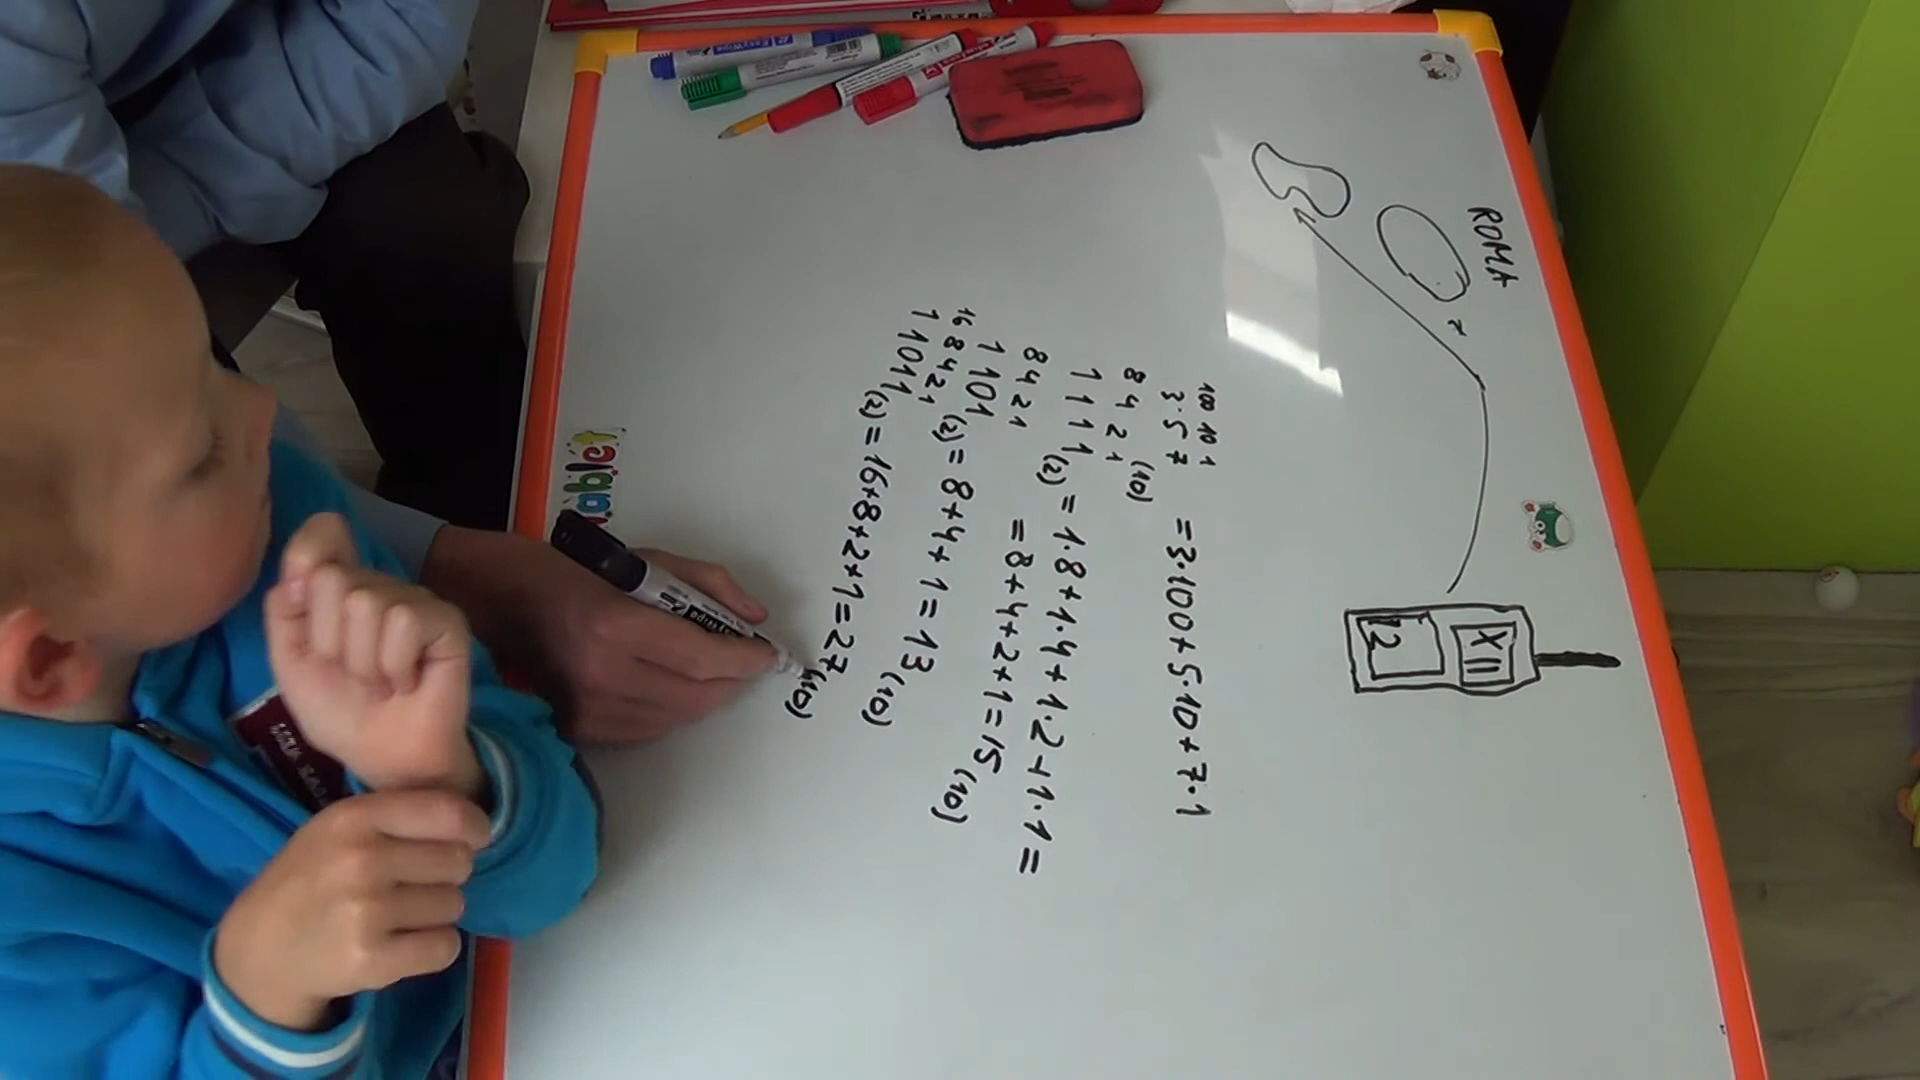 ROMA
XII
12
100 10 1
3·5 7 (10) = 3·100 + 5·10 + 7·1
8 4 2 1
1 1 1 1 (2) = 1·8 + 1·4 + 1·2 + 1·1 =
= 8 + 4 + 2 + 1 = 15 (10)
8 4 2 1
1 1 0 1 (2) = 8 + 4 + 1 = 13 (10)
16 8 4 2 1
1 1 0 1 1 (2) = 16 + 8 + 2 + 1 = 27 (10)